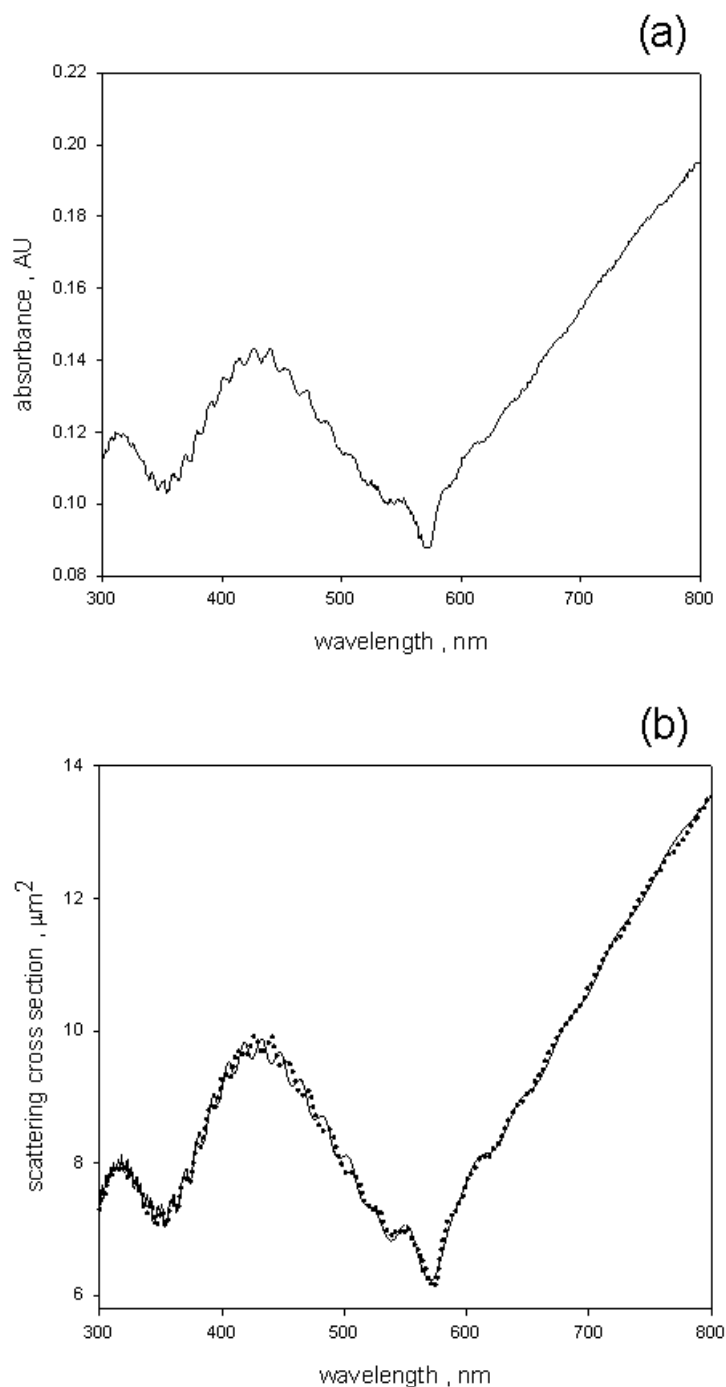 (a)
0.22
0.20
0.18
0.16
0.14
0.12
0.10
0.08
absorbance , AU
300 400 500 600 700 800
wavelength , nm
(b)
14
12
10
8
6
scattering cross section , μm²
300 400 500 600 700 800
wavelength , nm